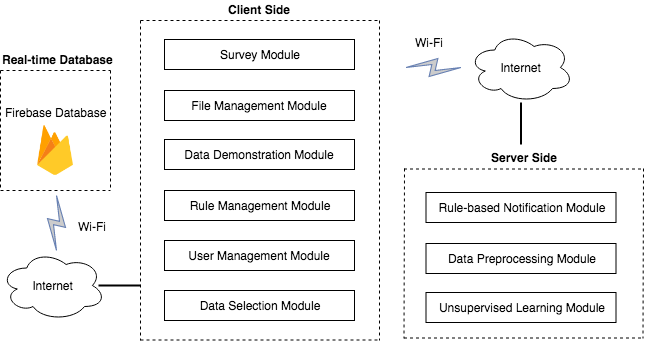 Client Side
Real-time Database
Firebase Database
Wi-Fi
Internet
Survey Module
File Management Module
Data Demonstration Module
Rule Management Module
User Management Module
Data Selection Module
Wi-Fi
Internet
Server Side
Rule-based Notification Module
Data Preprocessing Module
Unsupervised Learning Module